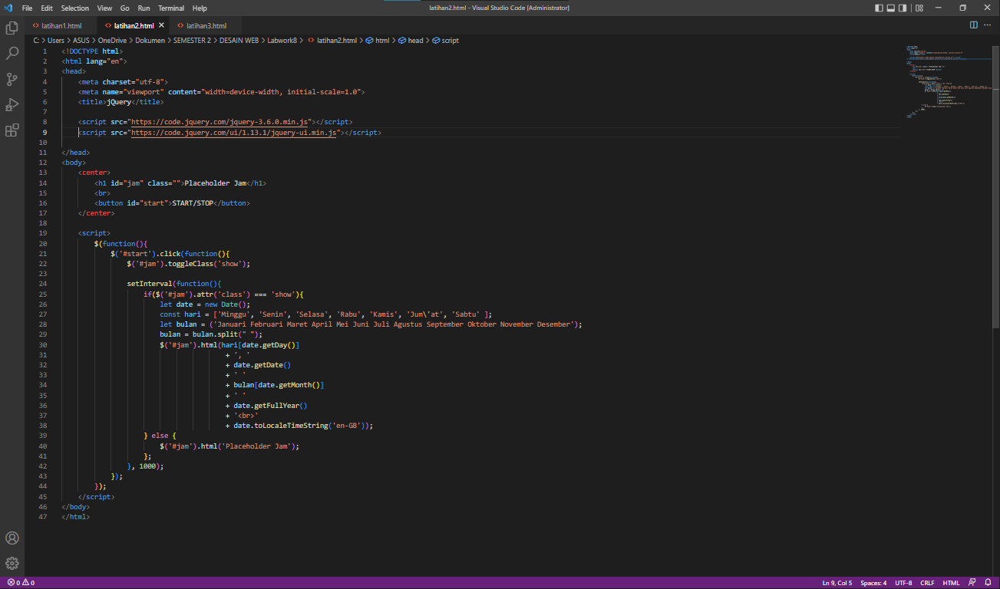 File Edit Selection View Go Run Terminal Help latihan2.html - Visual Studio Code [Administrator]
latihan1.html latihan2.html latihan3.html
C: > Users > ASUS > OneDrive > Dokumen > SEMESTER 2 > DESAIN WEB > Labwork8 > latihan2.html > html > head > script
1 <!DOCTYPE html>
2 <html lang="en">
3 <head>
4 <meta charset="utf-8">
5 <meta name="viewport" content="width=device-width, initial-scale=1.0">
6 <title>jQuery</title>
7
8 <script src="https://code.jquery.com/jquery-3.6.0.min.js"></script>
9 <script src="https://code.jquery.com/ui/1.13.1/jquery-ui.min.js"></script>
10
11 </head>
12 <body>
13 <center>
14 <h1 id="jam" class="">Placeholder Jam</h1>
15 <br>
16 <button id="start">START/STOP</button>
17 </center>
18
19 <script>
20 $(function(){
21 $('#start').click(function(){
22 $('#jam').toggleClass('show');
23
24 setInterval(function(){
25 if($('#jam').attr('class') === 'show'){
26 let date = new Date();
27 const hari = ['Minggu', 'Senin', 'Selasa', 'Rabu', 'Kamis', 'Jum\'at', 'Sabtu' ];
28 let bulan = ('Januari Februari Maret April Mei Juni Juli Agustus September Oktober November Desember');
29 bulan = bulan.split(" ");
30 $('#jam').html(hari[date.getDay()]
31 + ', '
32 + date.getDate()
33 + ' '
34 + bulan[date.getMonth()]
35 + ' '
36 + date.getFullYear()
37 + '<br>'
38 + date.toLocaleTimeString('en-GB'));
39 } else {
40 $('#jam').html('Placeholder Jam');
41 };
42 }, 1000);
43 });
44 });
45 </script>
46 </body>
47 </html>
0 0 Ln 9, Col 5 Spaces: 4 UTF-8 CRLF HTML